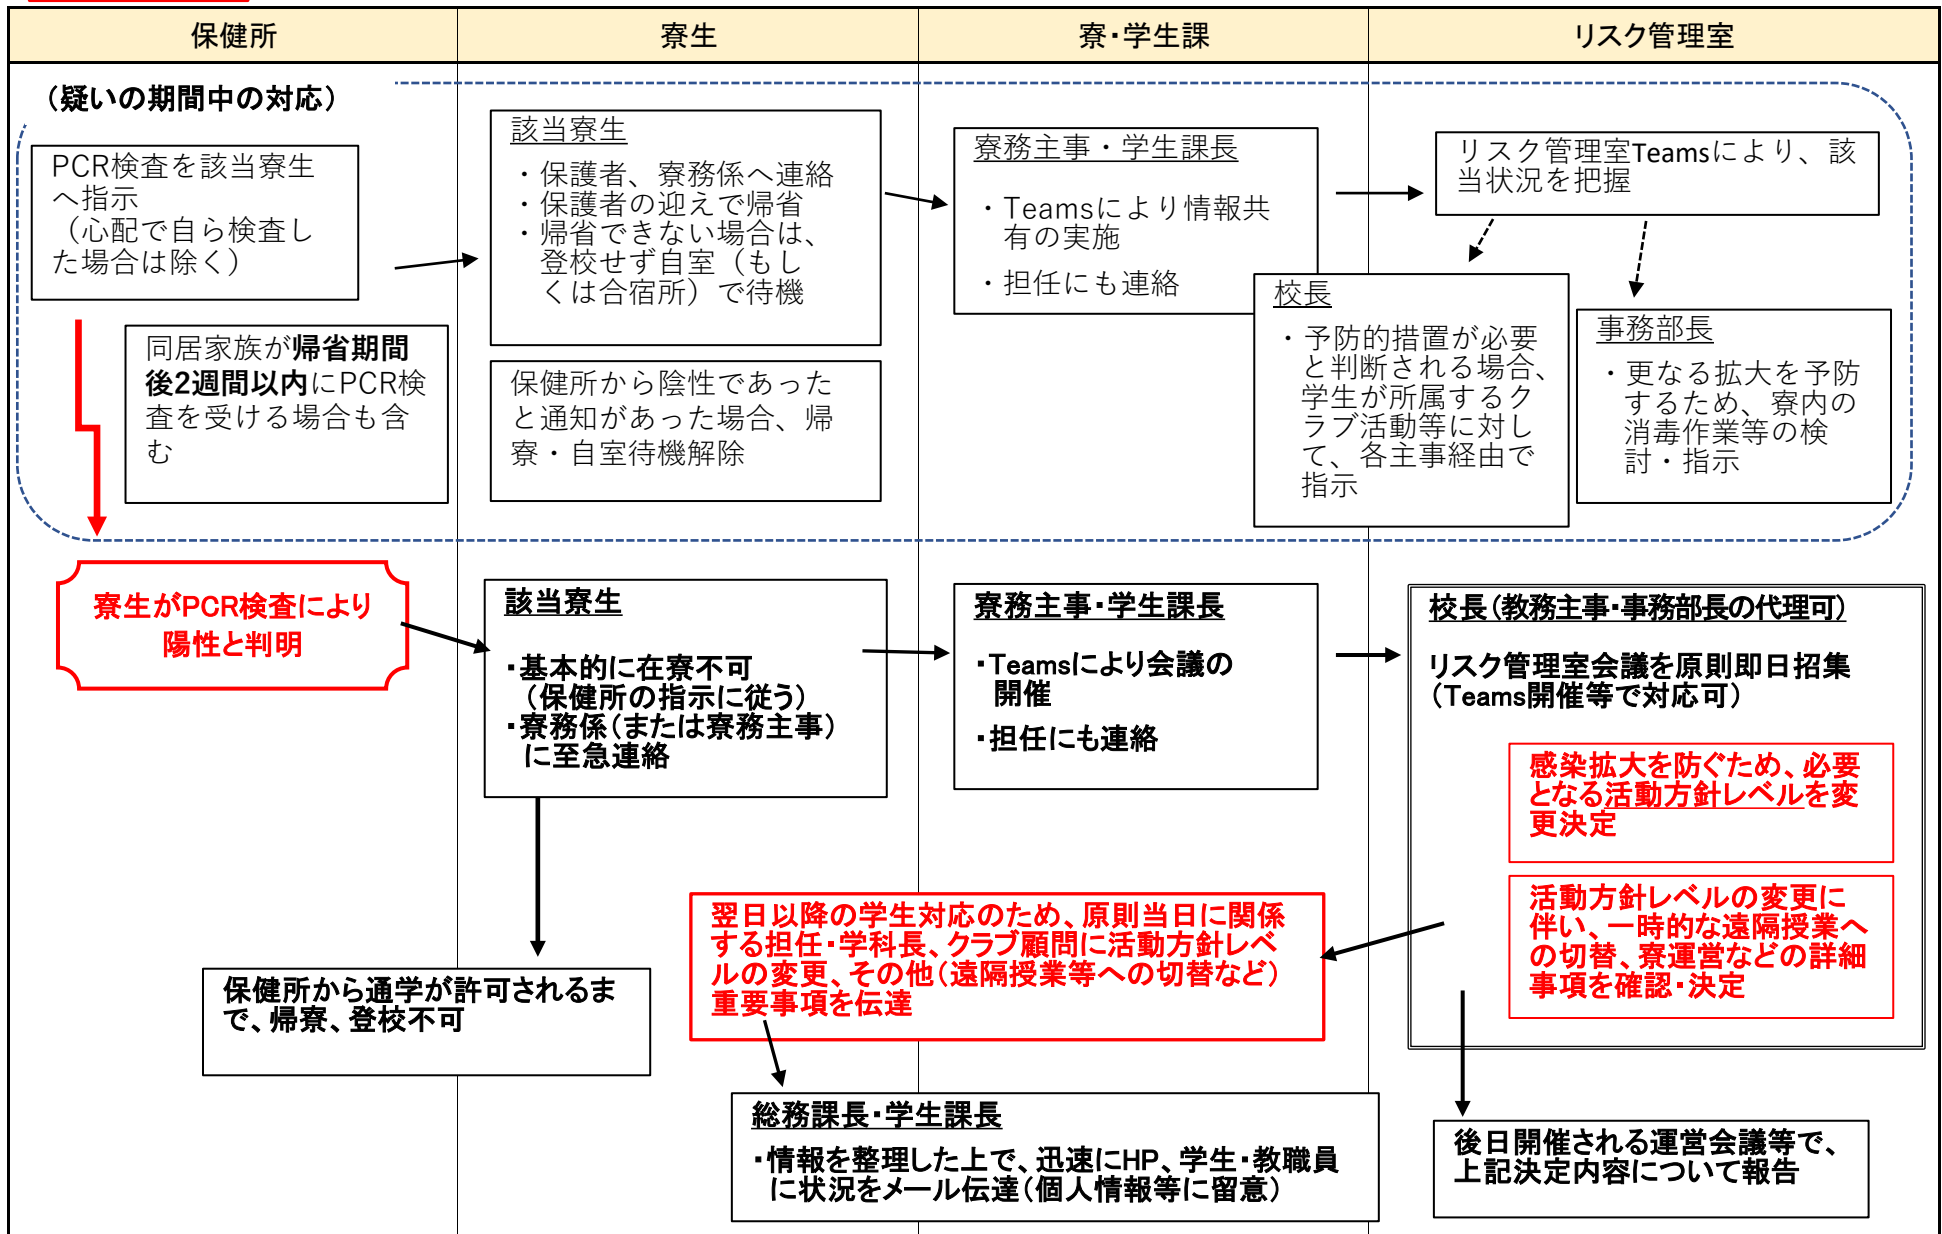 保健所
寮生
寮・学生課
リスク管理室
（疑いの期間中の対応）
PCR検査を該当寮生
へ指示
（心配で自ら検査し
た場合は除く）
同居家族が帰省期間
後2週間以内にPCR検
査を受ける場合も含
む
該当寮生
・保護者、寮務係へ連絡
・保護者の迎えで帰省
・帰省できない場合は、
登校せず自室（もし
くは合宿所）で待機
保健所から陰性であった
と通知があった場合、帰
寮・自室待機解除
寮務主事・学生課長
・Teamsにより情報共
有の実施
・担任にも連絡
リスク管理室Teamsにより、該
当状況を把握
校長
・予防的措置が必要
と判断される場合、
学生が所属するク
ラブ活動等に対し
て、各主事経由で
指示
事務部長
・更なる拡大を予防
するため、寮内の
消毒作業等の検
討・指示
寮生がPCR検査により
陽性と判明
該当寮生
・基本的に在寮不可
（保健所の指示に従う）
・寮務係（または寮務主事）
に至急連絡
寮務主事・学生課長
・Teamsにより会議の
開催
・担任にも連絡
校長（教務主事・事務部長の代理可）
リスク管理室会議を原則即日招集
（Teams開催等で対応可）
感染拡大を防ぐため、必要
となる活動方針レベルを変
更決定
活動方針レベルの変更に
伴い、一時的な遠隔授業へ
の切替、寮運営などの詳細
事項を確認・決定
翌日以降の学生対応のため、原則当日に関係
する担任・学科長、クラブ顧問に活動方針レベ
ルの変更、その他（遠隔授業等への切替など）
重要事項を伝達
保健所から通学が許可されるま
で、帰寮、登校不可
総務課長・学生課長
・情報を整理した上で、迅速にHP、学生・教職員
に状況をメール伝達（個人情報等に留意）
後日開催される運営会議等で、
上記決定内容について報告